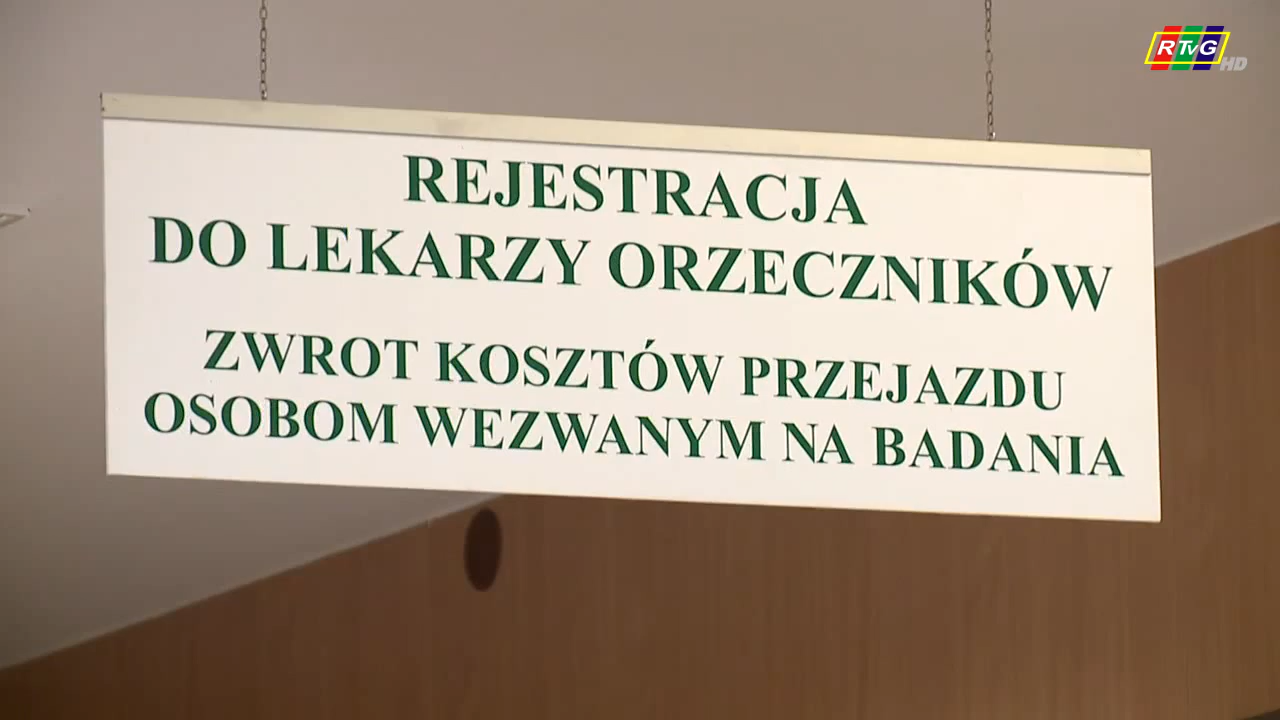 RTvG HD
REJESTRACJA
DO LEKARZY ORZECZNIKÓW
ZWROT KOSZTÓW PRZEJAZDU
OSOBOM WEZWANYM NA BADANIA